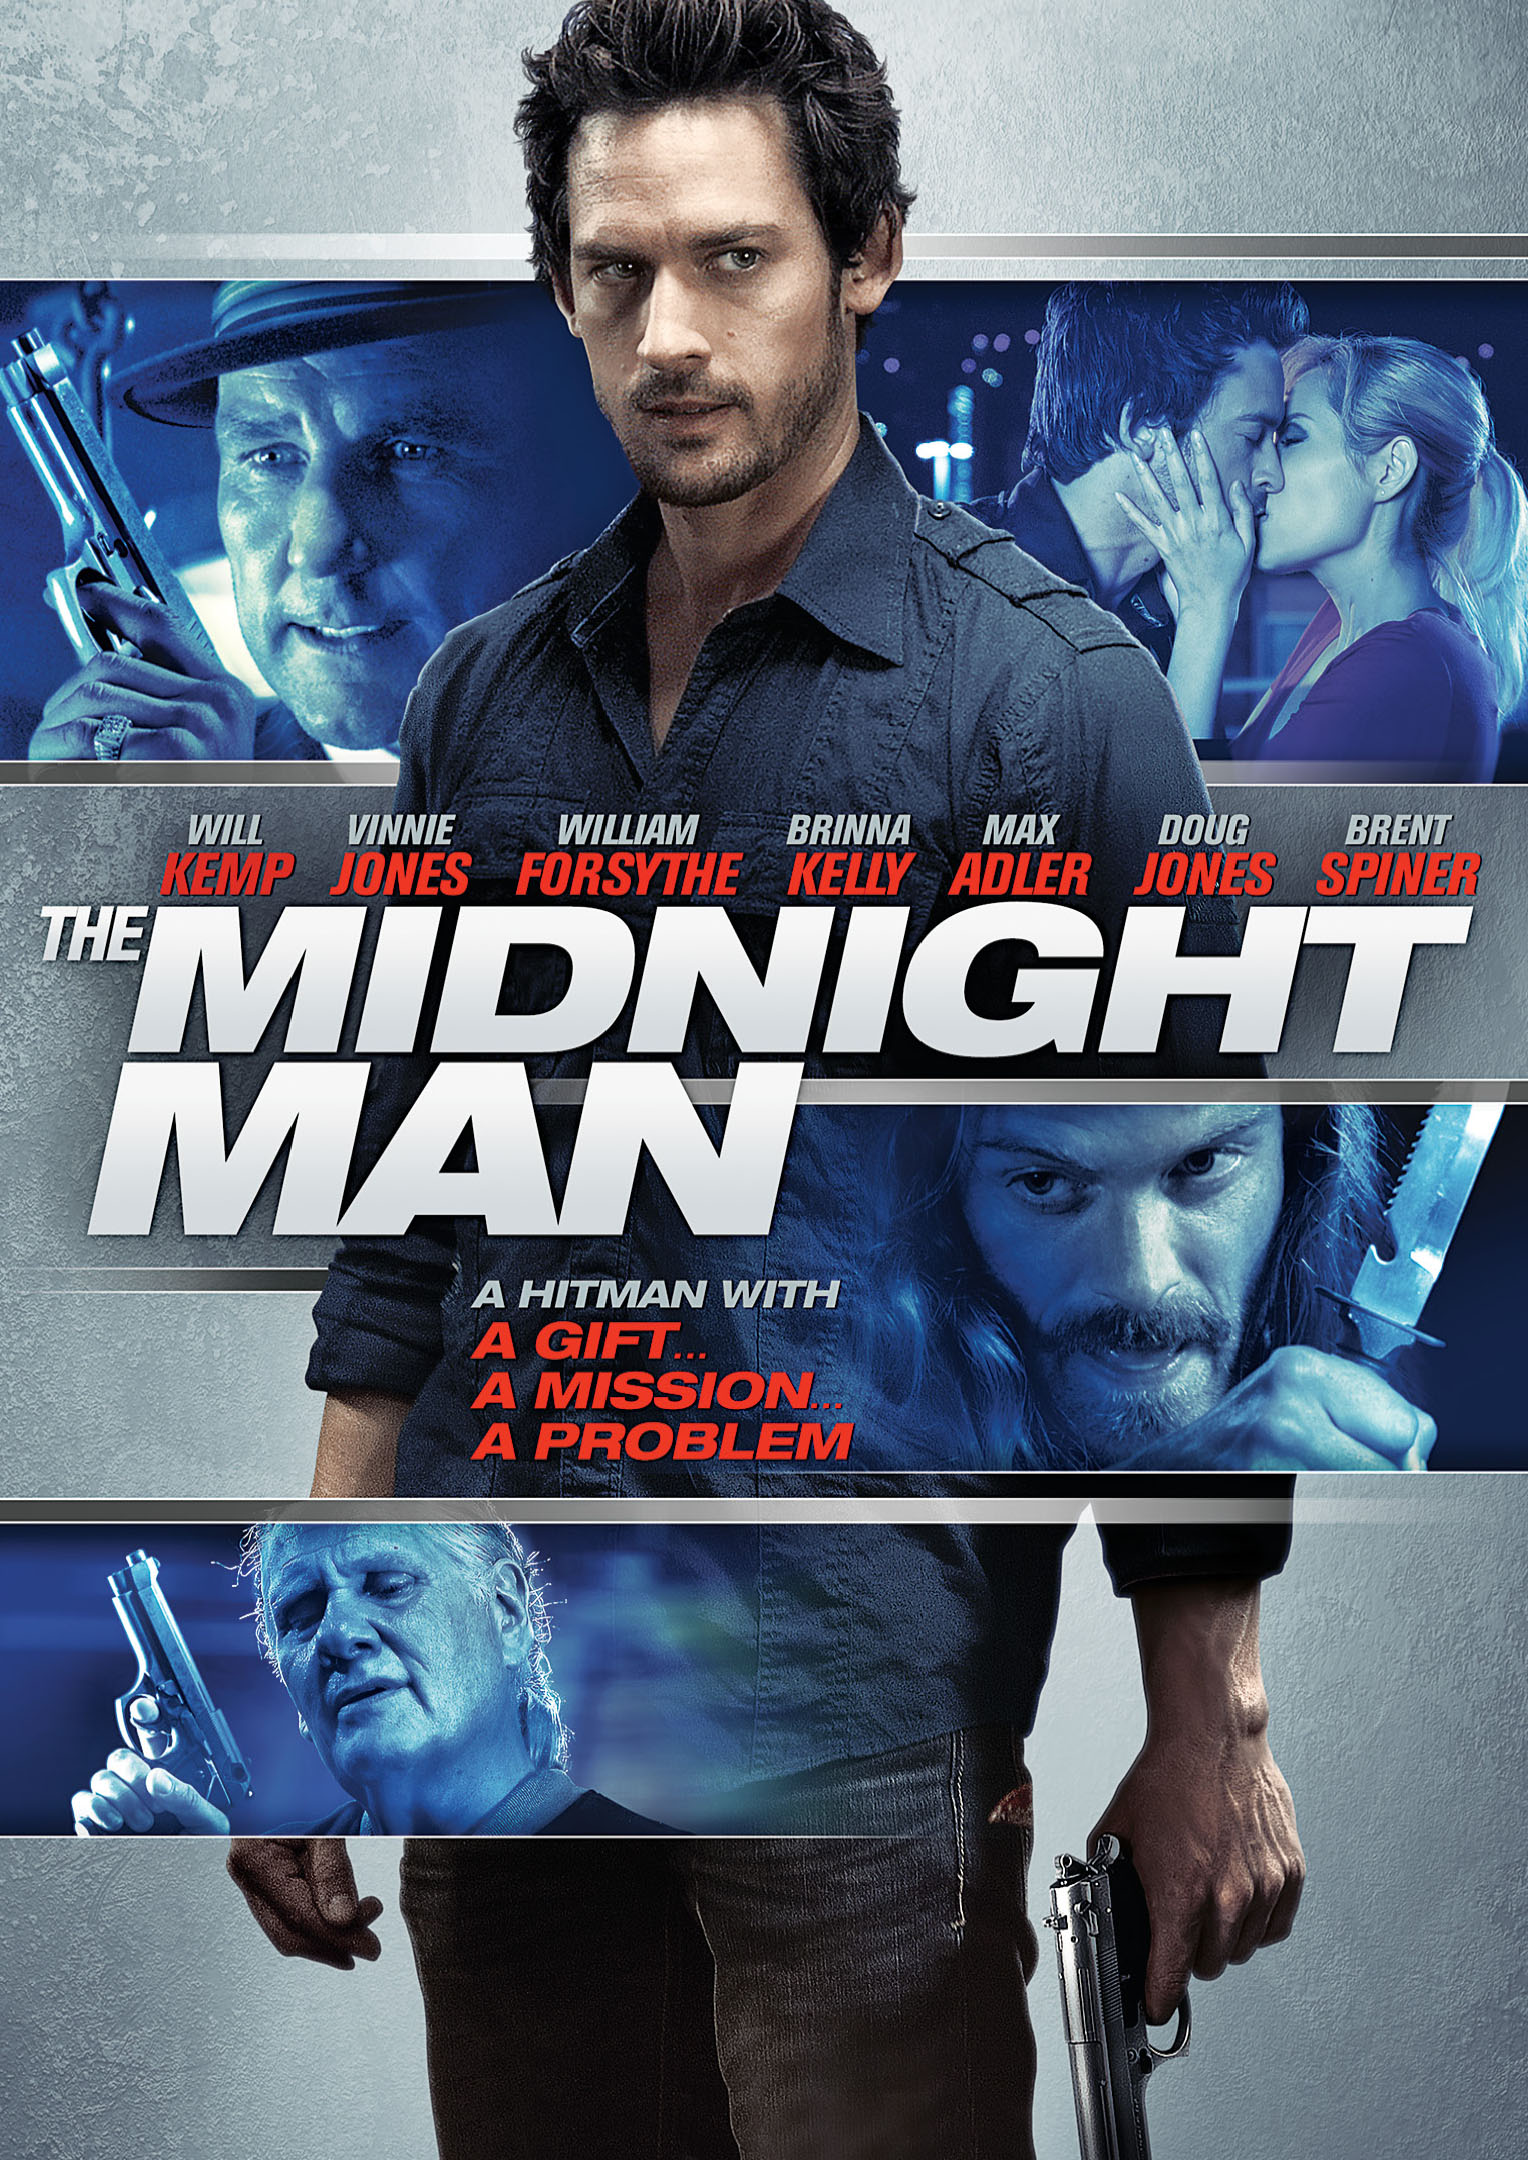 WILL KEMP VINNIE JONES WILLIAM FORSYTHE BRINNA KELLY MAX ADLER DOUG JONES BRENT SPINER
THE MIDNIGHT
MAN
A HITMAN WITH
A GIFT...
A MISSION...
A PROBLEM